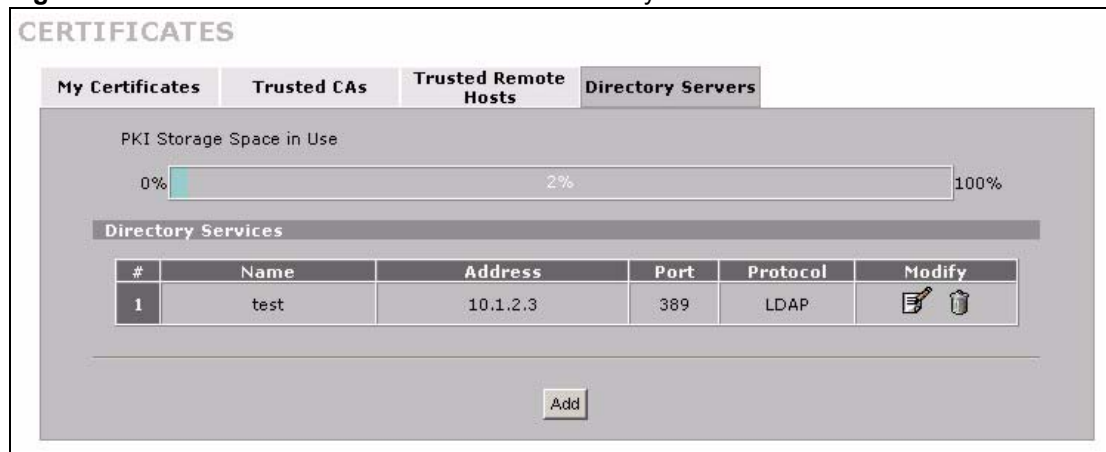 CERTIFICATES
My Certificates
Trusted CAs
Trusted Remote
Hosts
Directory Servers
PKI Storage Space in Use
0% 2% 100%
Directory Services
# Name Address Port Protocol Modify
1 test 10.1.2.3 389 LDAP
Add